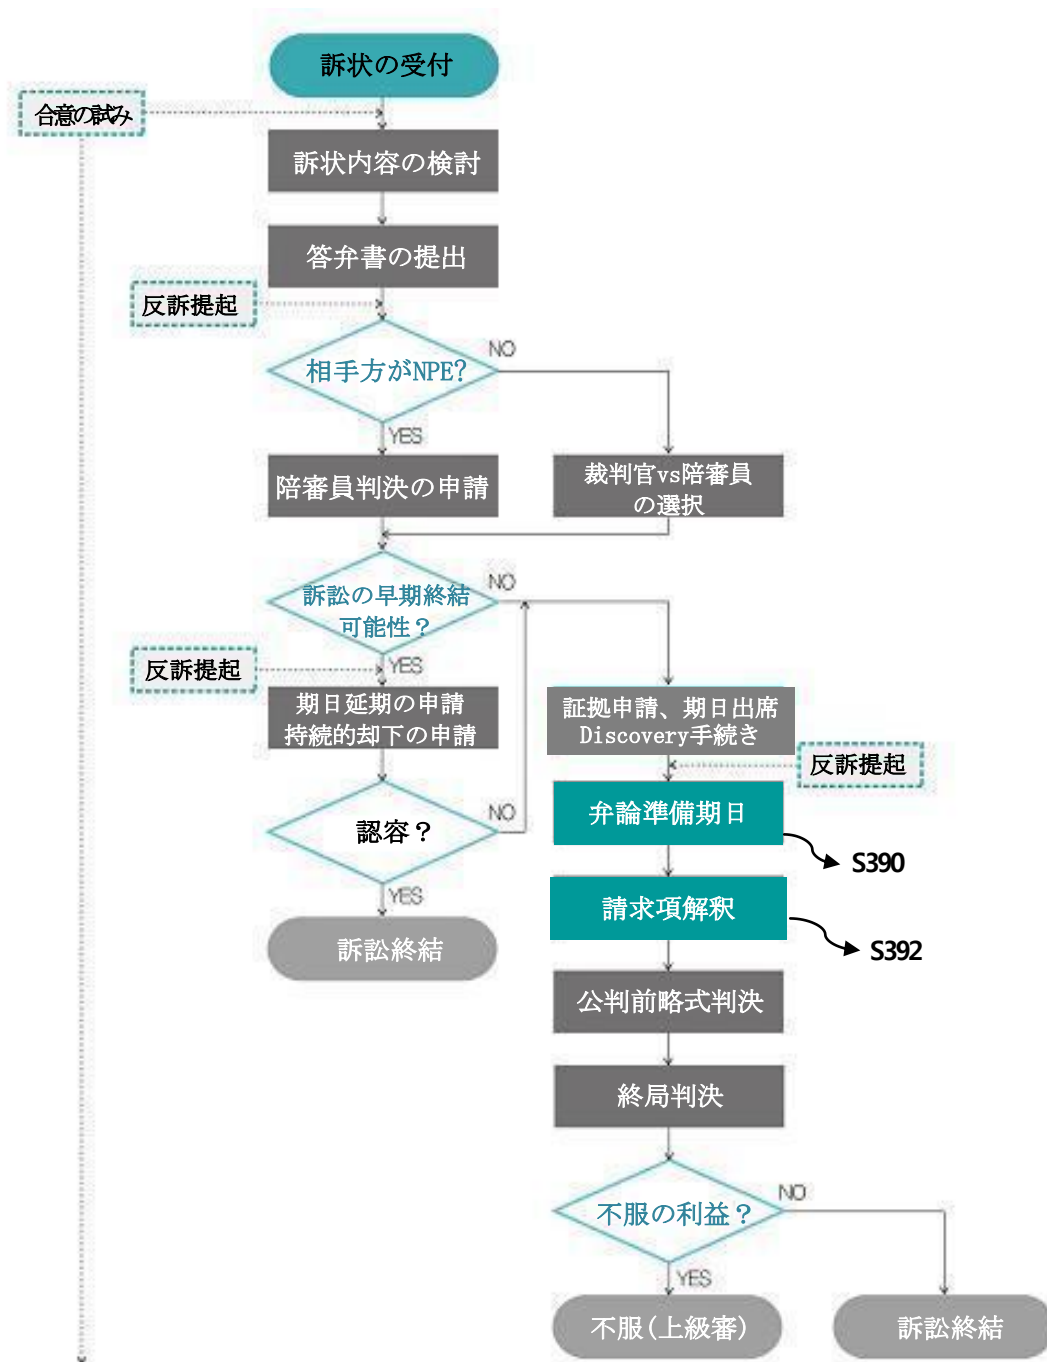 訴状の受付
合意の試み
訴状内容の検討
答弁書の提出
反訴提起
相手方がNPE?
NO
YES
陪審員判決の申請
裁判官vs陪審員
の選択
訴訟の早期終結
可能性？
NO
YES
反訴提起
期日延期の申請
持続的却下の申請
証拠申請、期日出席
Discovery手続き
反訴提起
認容？
NO
YES
弁論準備期日
S390
訴訟終結
請求項解釈
S392
公判前略式判決
終局判決
不服の利益？
NO
YES
不服(上級審)
訴訟終結